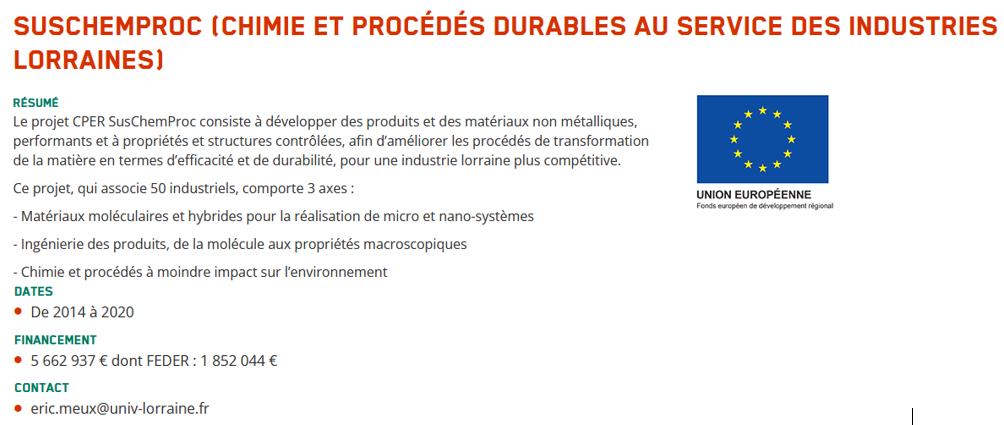 SUSCHEMPROC (CHIMIE ET PROCÉDÉS DURABLES AU SERVICE DES INDUSTRIES
LORRAINES)
RÉSUMÉ
Le projet CPER SusChemProc consiste à développer des produits et des matériaux non métalliques,
performants et à propriétés et structures contrôlées, afin d’améliorer les procédés de transformation
de la matière en termes d’efficacité et de durabilité, pour une industrie lorraine plus compétitive.
Ce projet, qui associe 50 industriels, comporte 3 axes :
- Matériaux moléculaires et hybrides pour la réalisation de micro et nano-systèmes
- Ingénierie des produits, de la molécule aux propriétés macroscopiques
- Chimie et procédés à moindre impact sur l’environnement
DATES
• De 2014 à 2020
FINANCEMENT
• 5 662 937 € dont FEDER : 1 852 044 €
CONTACT
• eric.meux@univ-lorraine.fr
UNION EUROPÉENNE
Fonds européen de développement régional